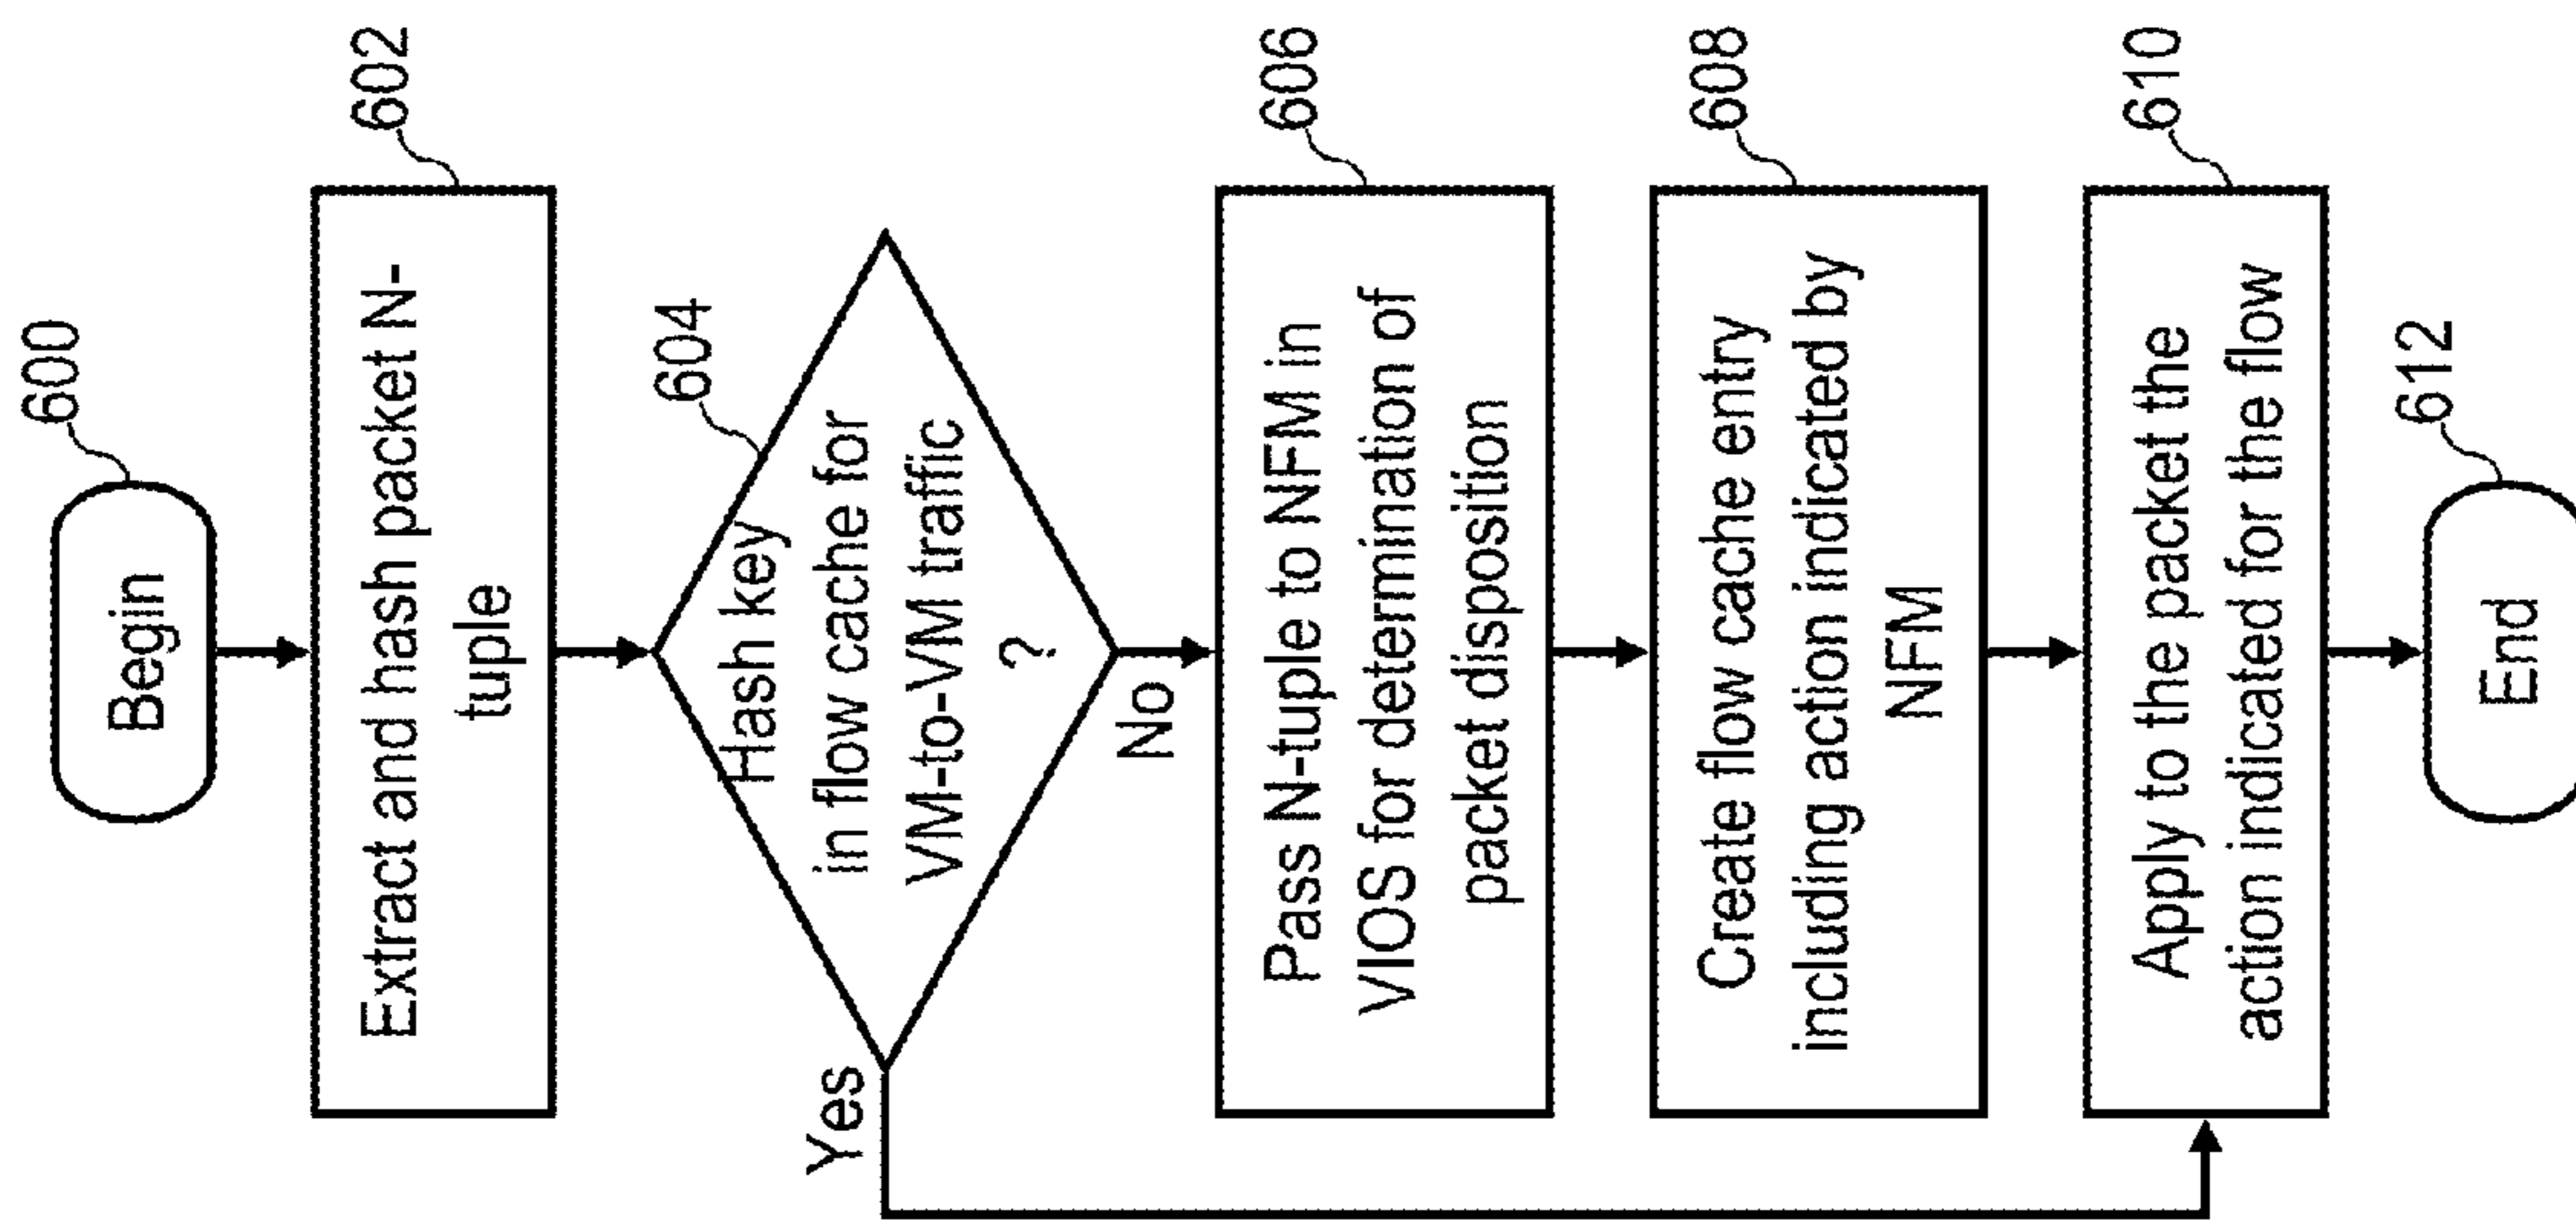 600
Begin
602
Extract and hash packet N-
tuple
604
Hash key
in flow cache for
VM-to-VM traffic
?
Yes
No
606
Pass N-tuple to NFM in
VIOS for determination of
packet disposition
608
Create flow cache entry
including action indicated by
NFM
610
Apply to the packet the
action indicated for the flow
612
End